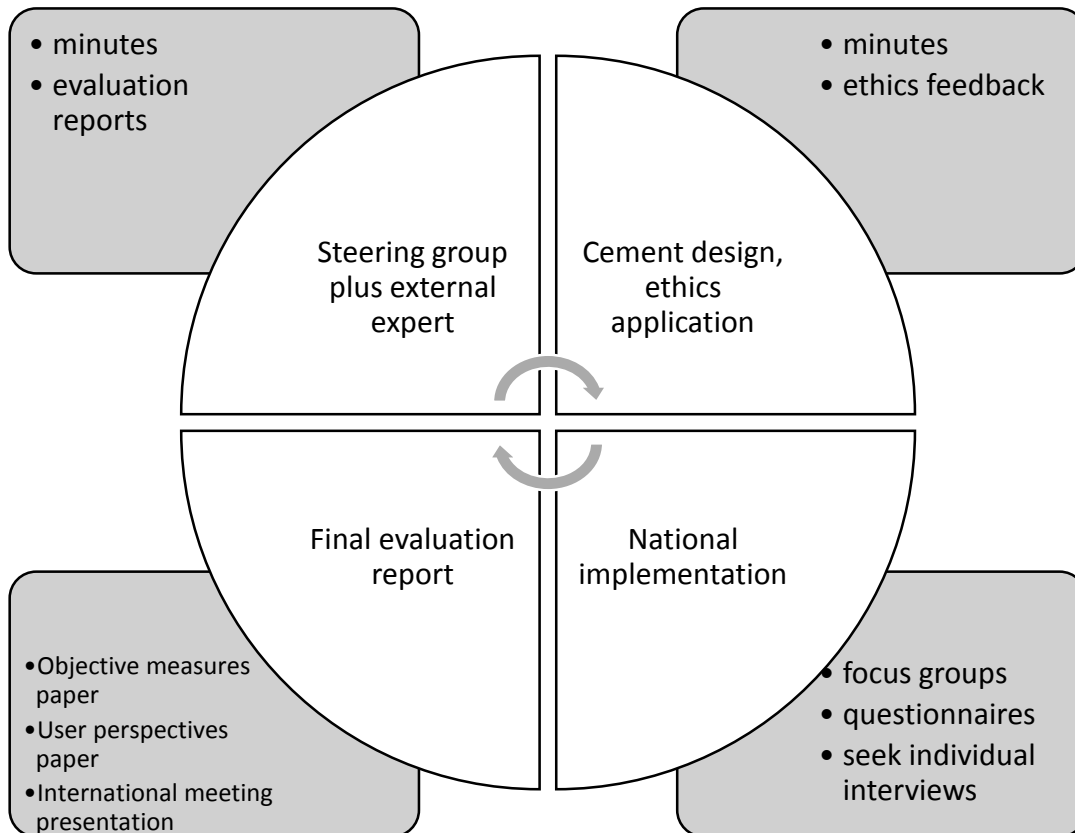 • minutes
• evaluation
reports
• minutes
• ethics feedback
Steering group
plus external
expert
Cement design,
ethics
application
Final evaluation
report
National
implementation
•Objective measures
paper
•User perspectives
paper
•International meeting
presentation
• focus groups
• questionnaires
• seek individual
interviews